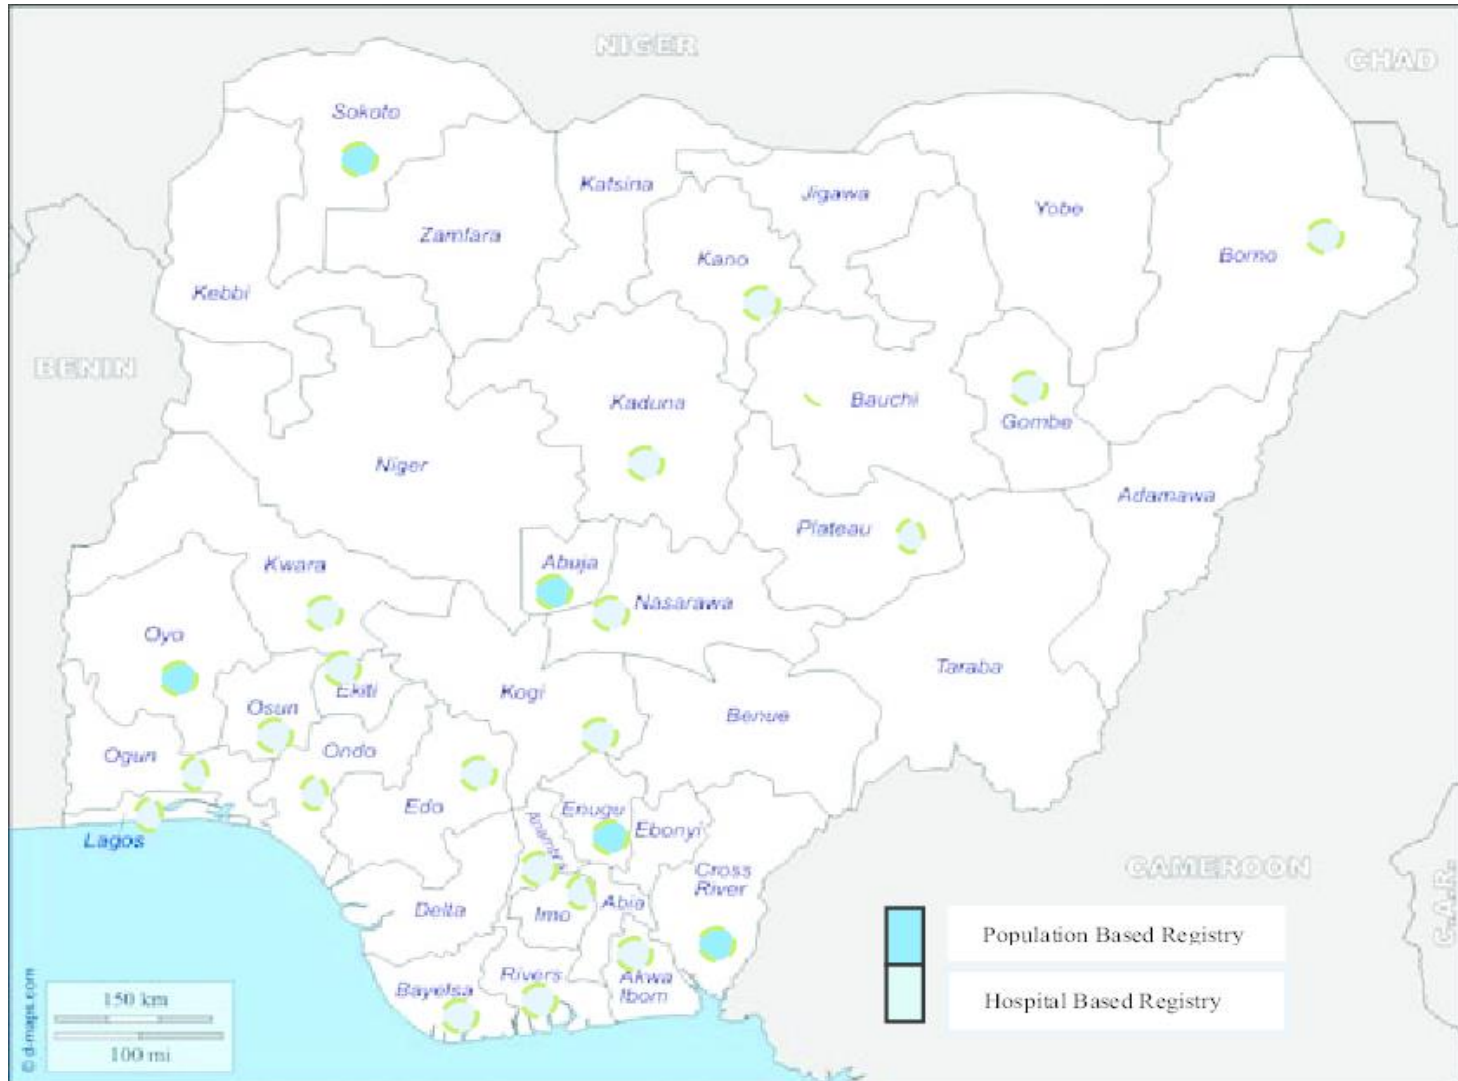 NIGER
CHAD
Sokoto
Katsina
Jigawa
Yobe
Zamfara
Kano
Borno
Kebbi
BENIN
Kaduna
Bauchi
Gombe
Niger
Adamawa
Plateau
Kwara
Abuja
Nasarawa
Oyo
Taraba
Ekiti
Kogi
Osun
Benue
Ogun
Ondo
Edo
Enugu
Ebonyi
Anambra
Lagos
CAMEROON
Cross
River
Delta
Imo
Abia
C.A.R.
Population Based Registry
Rivers
Akwa
Ibom
Bayelsa
Hospital Based Registry
150 km
100 mi
© d-maps.com